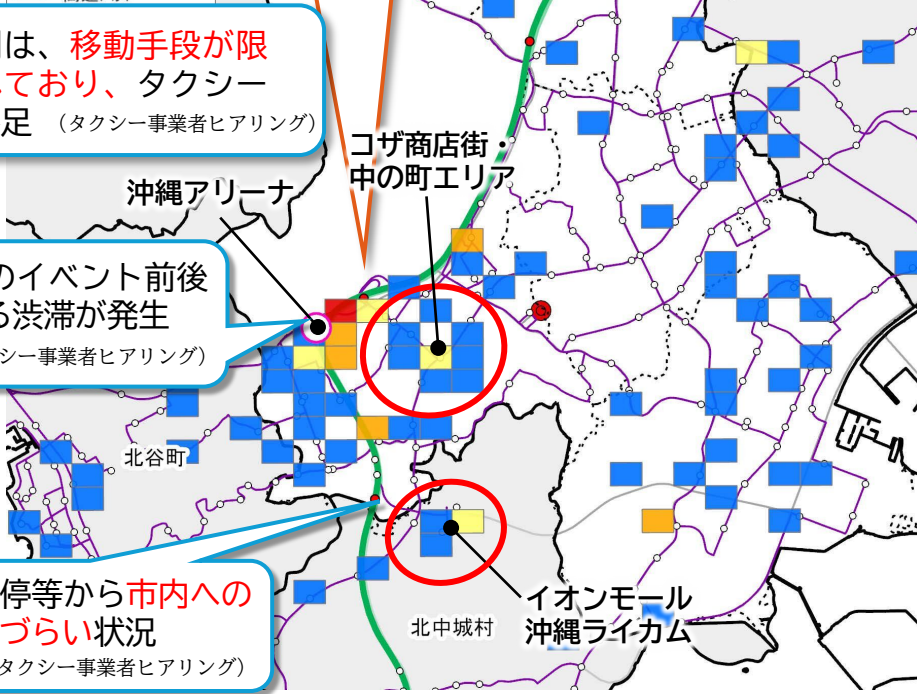 は、移動手段が限
ており、タクシー
足 (タクシー事業者ヒアリング)
コザ商店街・
中の町エリア
沖縄アリーナ
のイベント前後
る渋滞が発生
シー事業者ヒアリング)
北谷町
停等から市内への
づらい状況
タクシー事業者ヒアリング)
イオンモール
沖縄ライカム
北中城村